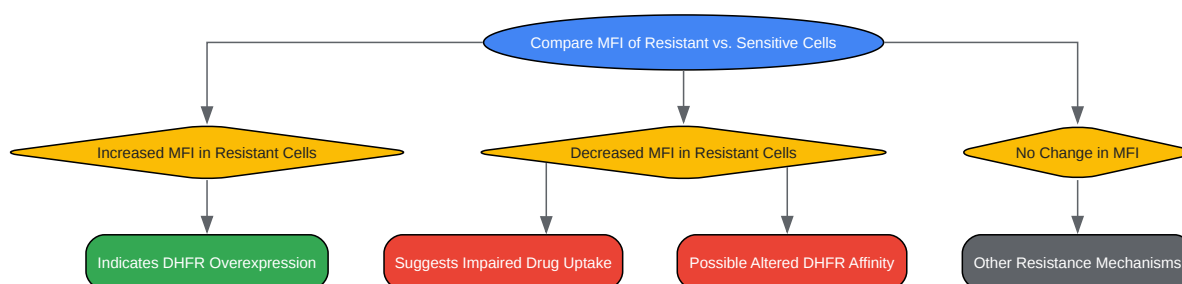 Compare MFI of Resistant vs. Sensitive Cells
Increased MFI in Resistant Cells
Decreased MFI in Resistant Cells
No Change in MFI
Indicates DHFR Overexpression
Suggests Impaired Drug Uptake
Possible Altered DHFR Affinity
Other Resistance Mechanisms